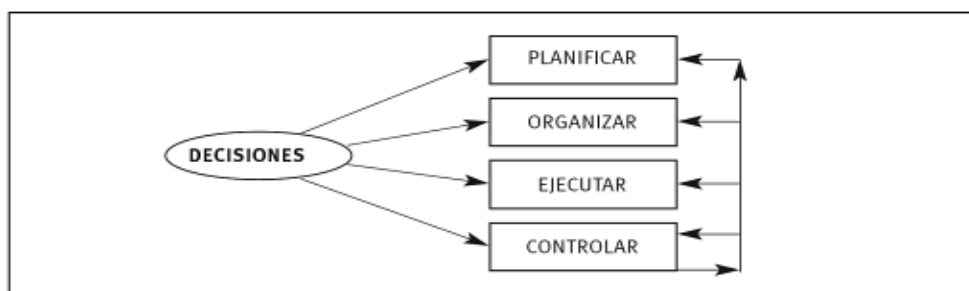 PLANIFICAR
ORGANIZAR
DECISIONES
EJECUTAR
CONTROLAR